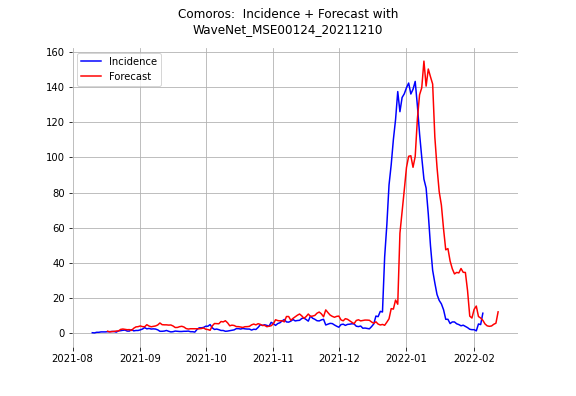 Comoros:  Incidence + Forecast with
WaveNet_MSE00124_20211210
Incidence
Forecast
160
140
120
100
80
60
40
20
0
2021-08 2021-09 2021-10 2021-11 2021-12 2022-01 2022-02